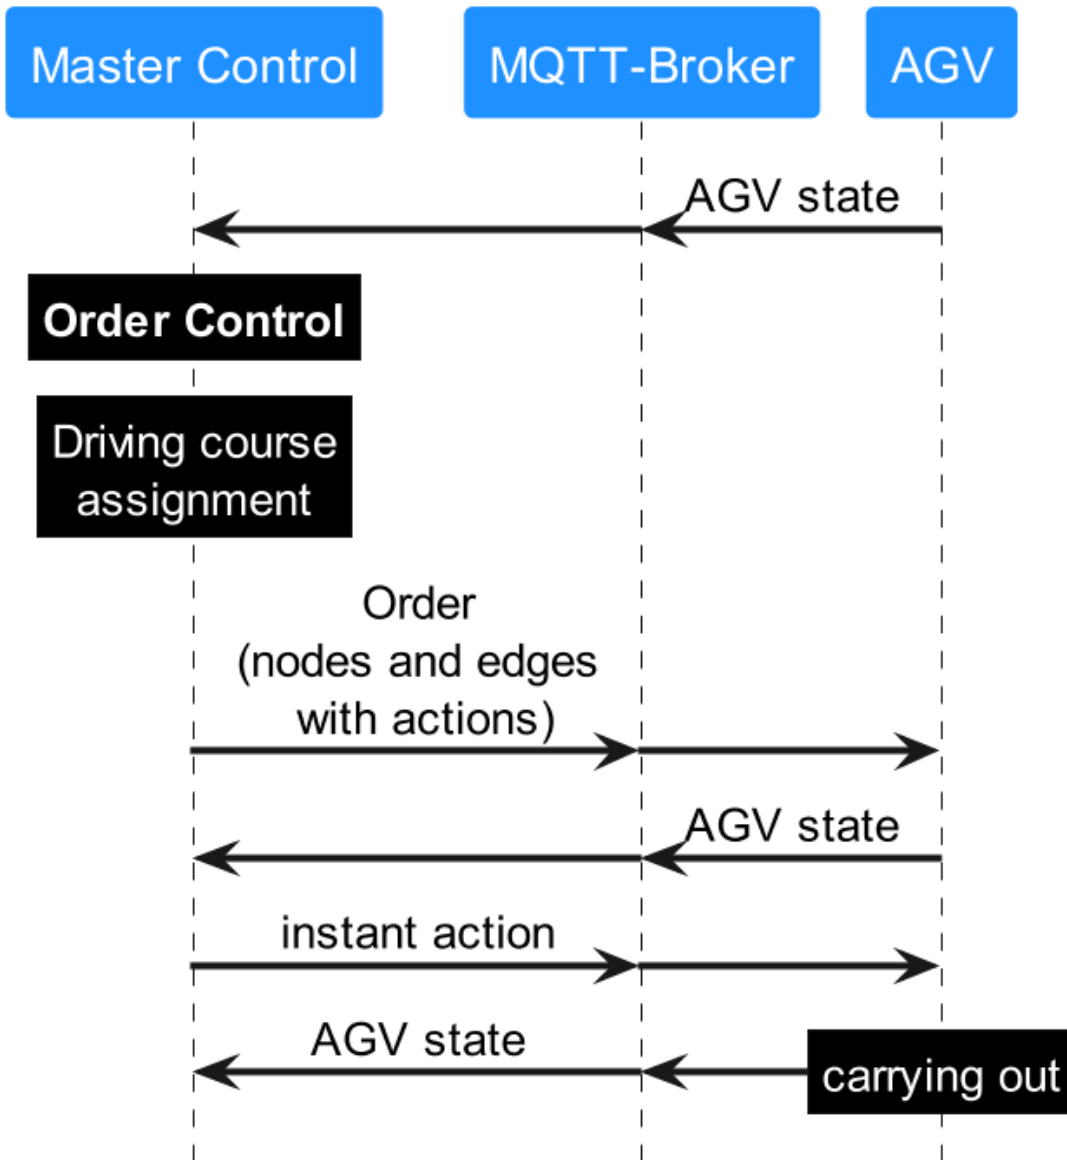 Master Control
MQTT-Broker
AGV
AGV state
Order Control
Driving course
assignment
Order
(nodes and edges
with actions)
AGV state
instant action
AGV state
carrying out